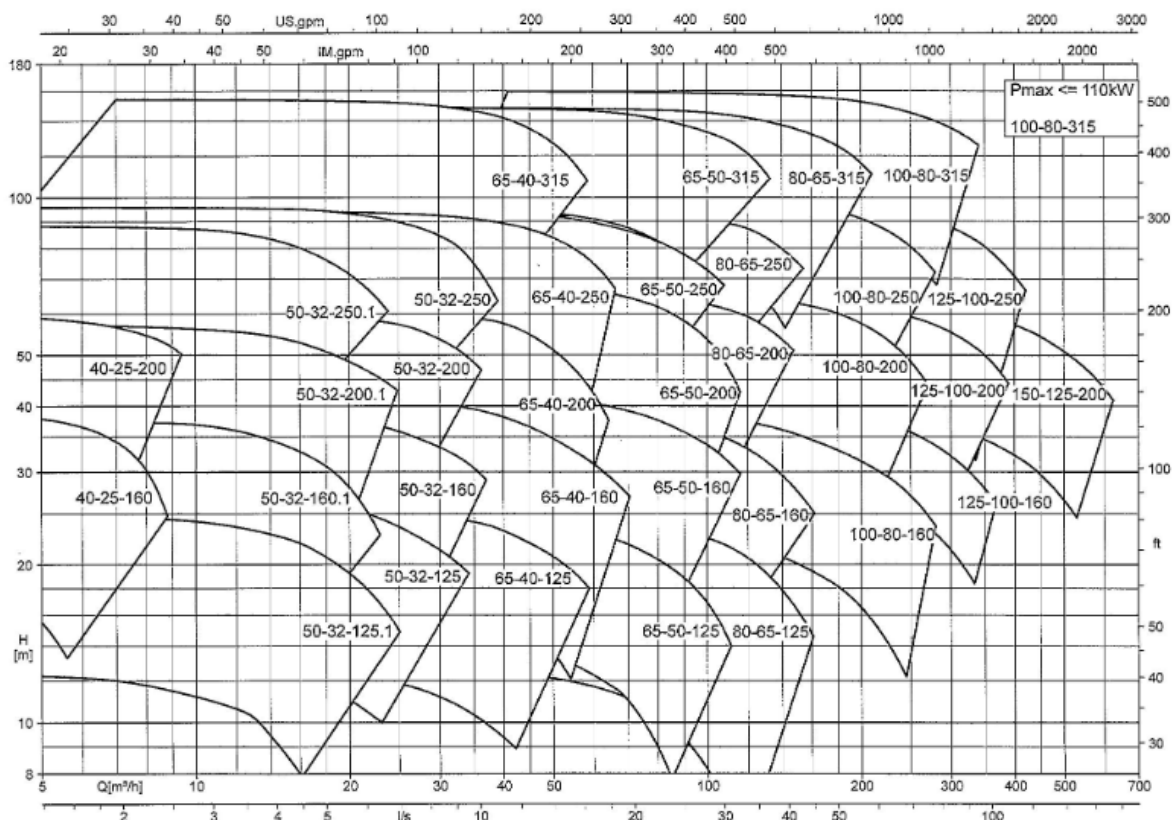 30 40 50 US.gpm 100 200 300 400 500 1000 2000 3000
20 30 40 50 IM.gpm 100 200 300 400 500 1000 2000
180
Pmax <= 110kW
100-80-315
500
400
65-40-315 65-50-315 80-65-315 100-80-315
100
300
80-65-250
50-32-250 65-40-250 65-50-250 100-80-250 125-100-250
50-32-250.1
200
50
40-25-200 50-32-200 80-65-200 100-80-200
50-32-200.1 65-50-200 125-100-200 150-125-200
40 65-40-200
30
100
40-25-160 50-32-160.1 50-32-160 65-40-160 65-50-160 80-65-160 125-100-160
100-80-160
ft
20
50-32-125 65-40-125
50-32-125.1 65-50-125 80-65-125
50
H
[m]
40
10
30
8
5 Q[m³/h] 10 20 30 40 50 100 200 300 400 500 700
2 3 4 5 l/s 10 20 30 40 50 100